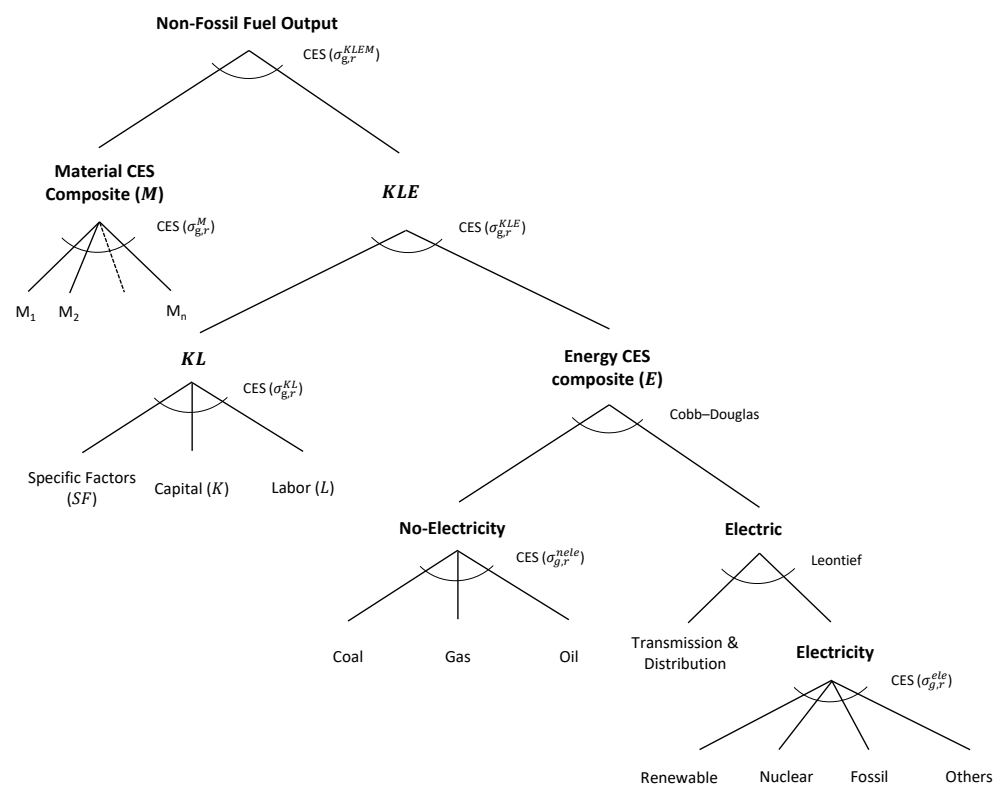 Non-Fossil Fuel Output
CES (σ_{g,r}^{KLEM})
Material CES
Composite (M)
KLE
CES (σ_{g,r}^{M})
CES (σ_{g,r}^{KLE})
M₁ M₂ Mₙ
KL
Energy CES
composite (E)
CES (σ_{g,r}^{KL})
Cobb–Douglas
Specific Factors
(SF)
Capital (K)
Labor (L)
No-Electricity
Electric
CES (σ_{g,r}^{nele})
Leontief
Coal Gas Oil
Transmission &
Distribution
Electricity
CES (σ_{g,r}^{ele})
Renewable Nuclear Fossil Others